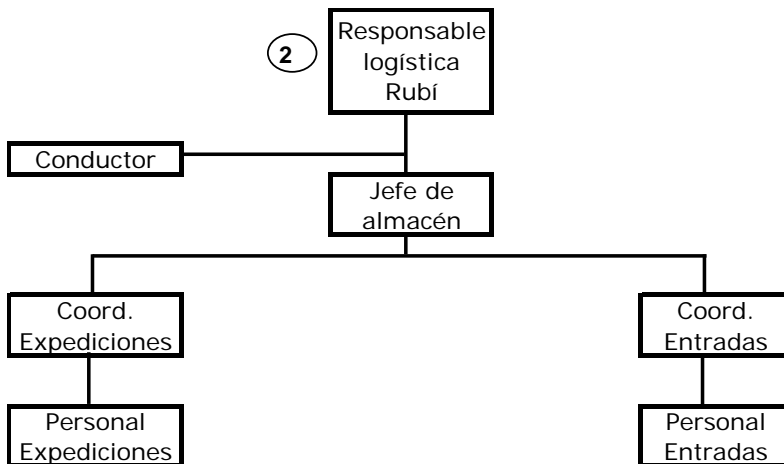 2
Responsable
logística
Rubí
Conductor
Jefe de
almacén
Coord.
Expediciones
Coord.
Entradas
Personal
Expediciones
Personal
Entradas